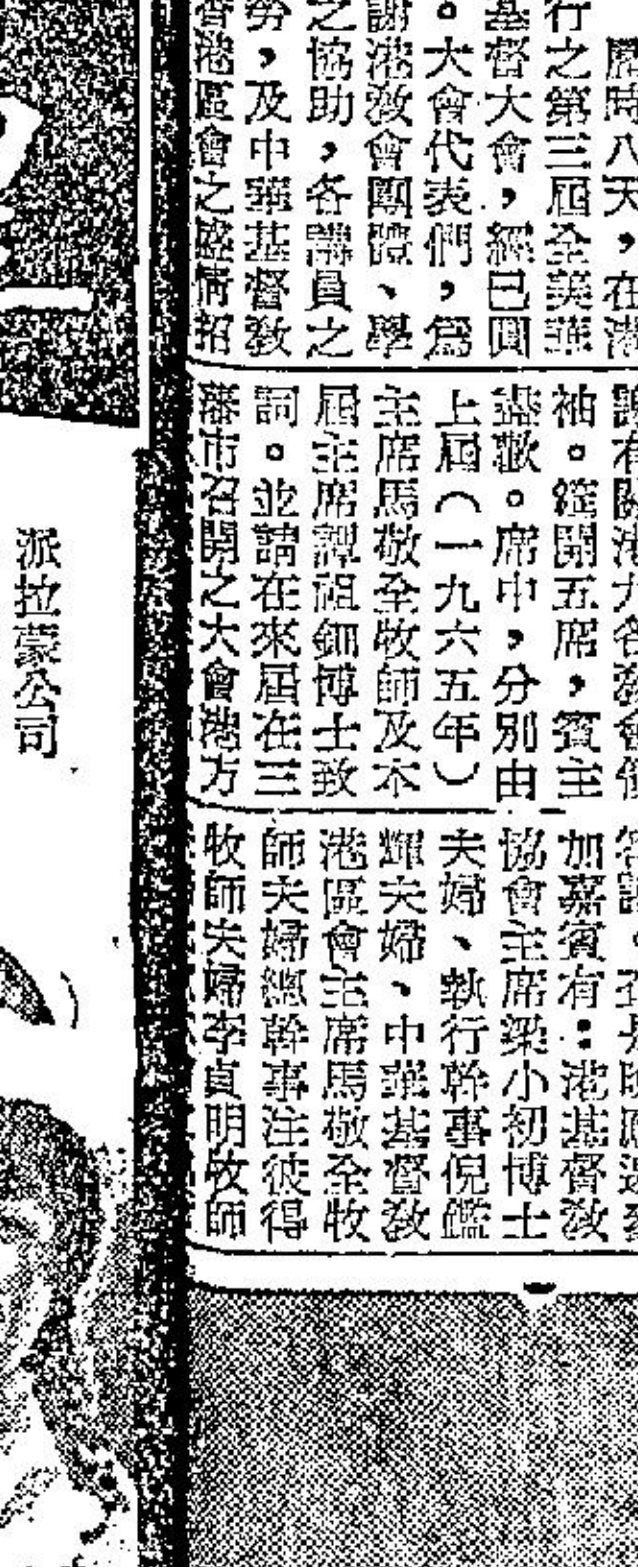 歷時八天，在港
行之第三屆全美華
基督大會，經已圓
。大會代表們，爲
謝港教會團體、學
之協助，各講員之
勞，及中華基督教
香港區會之盛情招
袖。筵開五席，賓主
盡歡。席中，分別由
上屆（一九六五年）
主席馬敬全牧師及本
屆主席譚祖鈿博士致
詞。並請在來屆在三
藩市召開之大會港方
加嘉賓有：港基督教
協會主席梁小初博士
夫婦、執行幹事倪鑑
輝夫婦、中華基督教
港區會主席馬敬全牧
師夫婦總幹事汪彼得
牧師夫婦李貞明牧師
派拉蒙公司